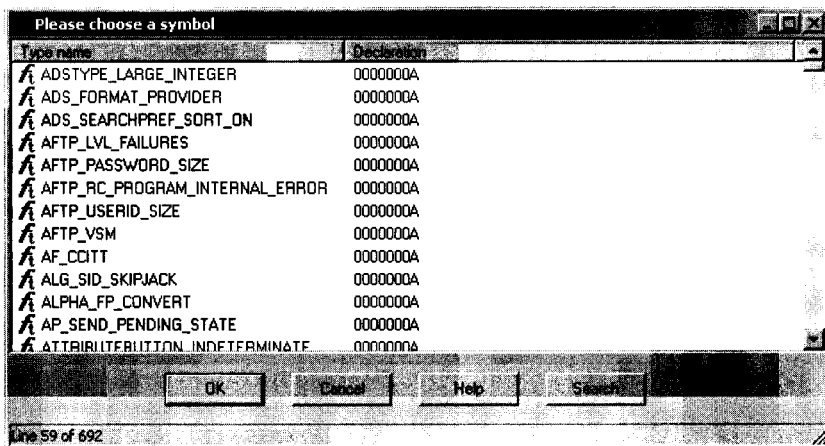 Please choose a symbol
Type name Declaration
ADSTYPE_LARGE_INTEGER 0000000A
ADS_FORMAT_PROVIDER 0000000A
ADS_SEARCHPREF_SORT_ON 0000000A
AFTP_LVL_FAILURES 0000000A
AFTP_PASSWORD_SIZE 0000000A
AFTP_RC_PROGRAM_INTERNAL_ERROR 0000000A
AFTP_USERID_SIZE 0000000A
AFTP_VSM 0000000A
AF_CCITT 0000000A
ALG_SID_SKIPJACK 0000000A
ALPHA_FP_CONVERT 0000000A
AP_SEND_PENDING_STATE 0000000A
ATTRIBUTEBUTTON_INDETERMINATE 0000000A
OK Cancel Help Search
Line 59 of 692